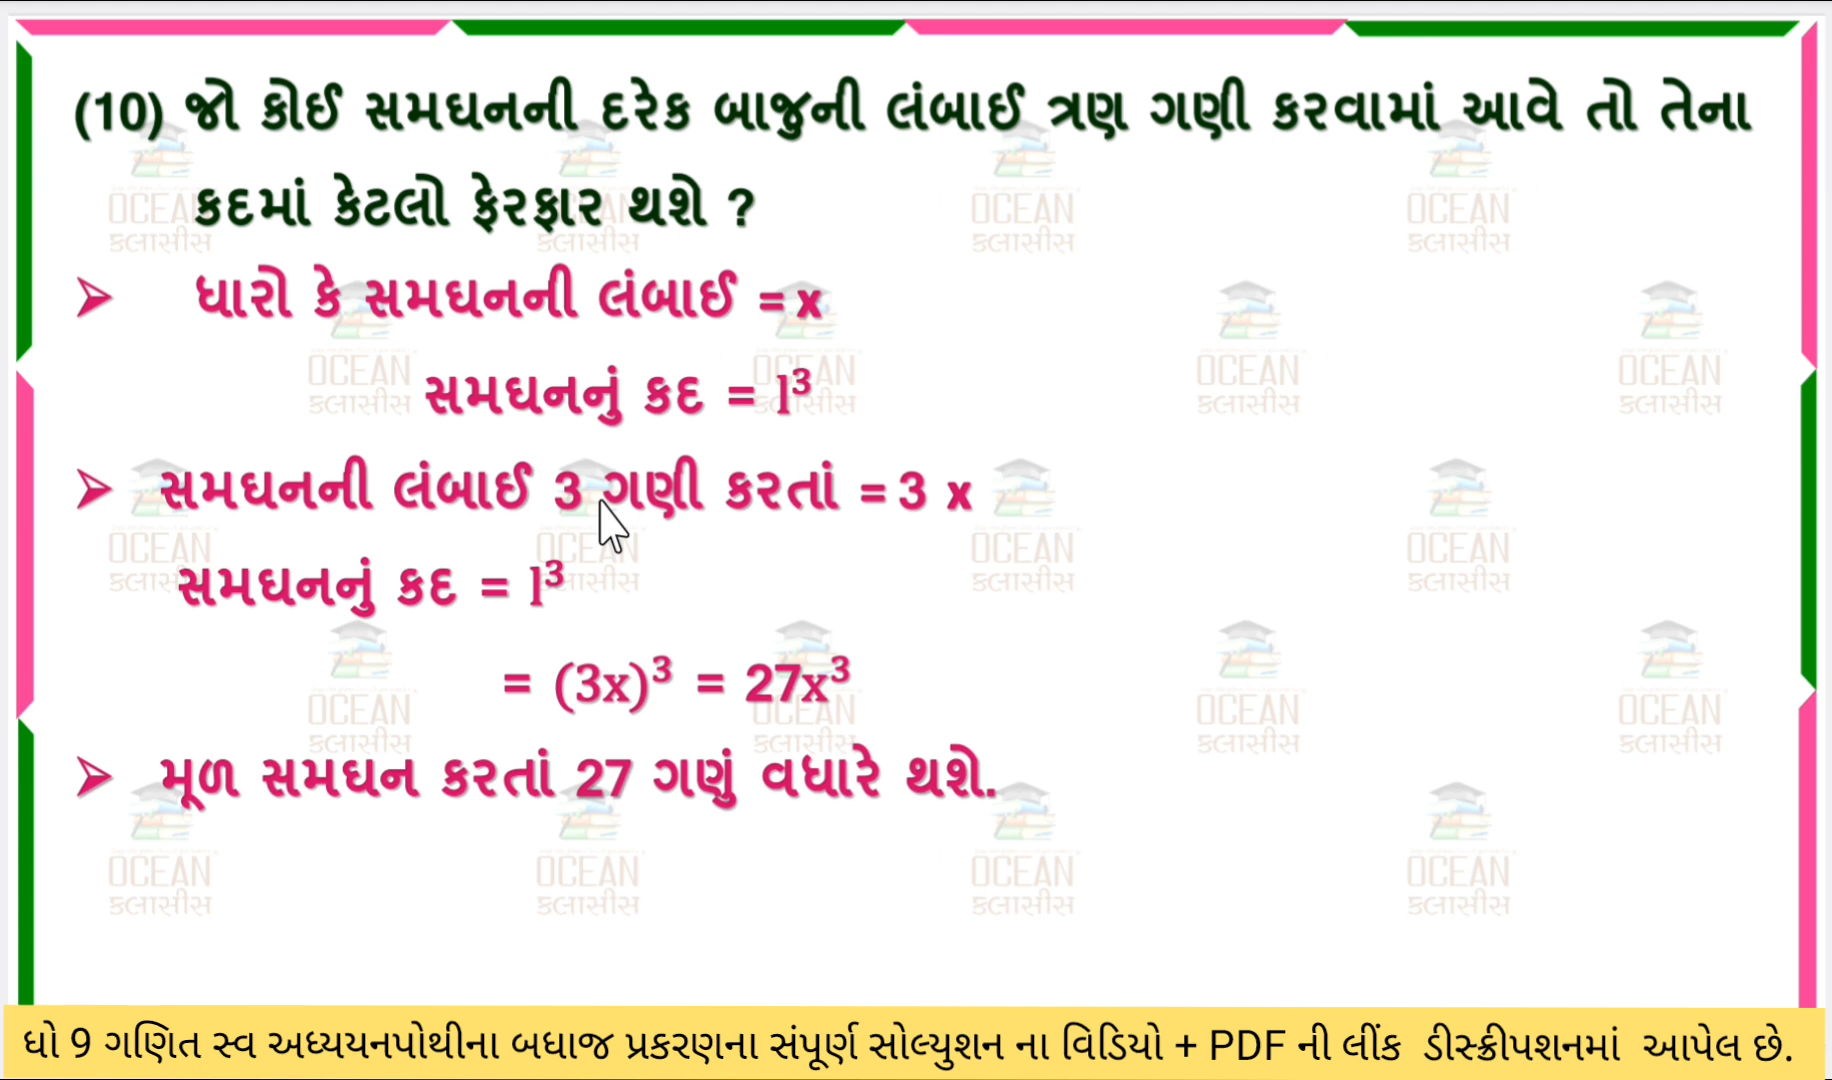 (10) જો કોઈ સમઘનની દરેક બાજુની લંબાઈ ત્રણ ગણી કરવામાં આવે તો તેના
કદમાં કેટલો ફેરફાર થશે ?
➢ ધારો કે સમઘનની લંબાઈ = x
સમઘનનું કદ = l³
➢ સમઘનની લંબાઈ 3 ગણી કરતાં = 3 x
સમઘનનું કદ = l³
= (3x)³ = 27x³
➢ મૂળ સમઘન કરતાં 27 ગણું વધારે થશે.
ધો 9 ગણિત સ્વ અધ્યયનપોથીના બધાજ પ્રકરણના સંપૂર્ણ સોલ્યુશન ના વિડિયો + PDF ની લીંક ડીસ્ક્રીપશનમાં આપેલ છે.
OCEAN
ક્લાસીસ